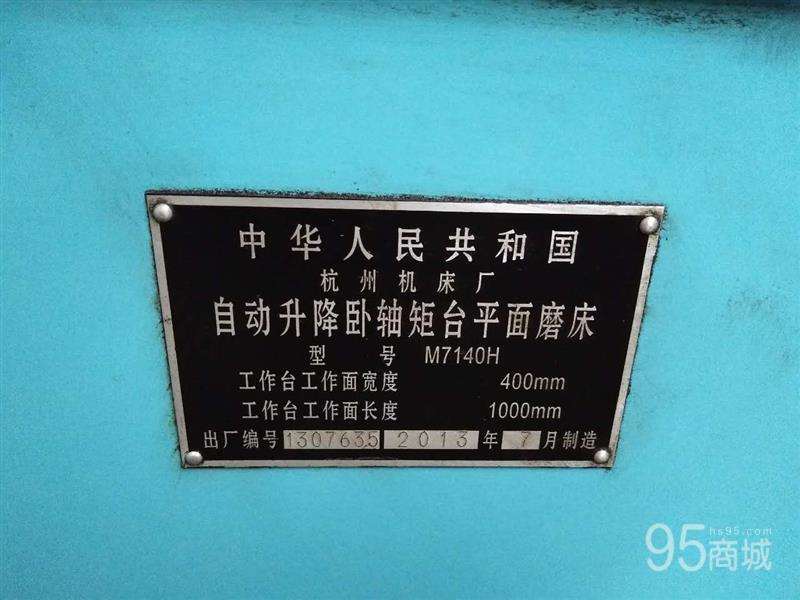 中华人民共和国
杭州机床厂
自动升降卧轴矩台平面磨床
型 号 M7140H
工作台工作面宽度 400mm
工作台工作面长度 1000mm
出厂编号 1307635 2013 年 7 月制造
hs95.com
95商城